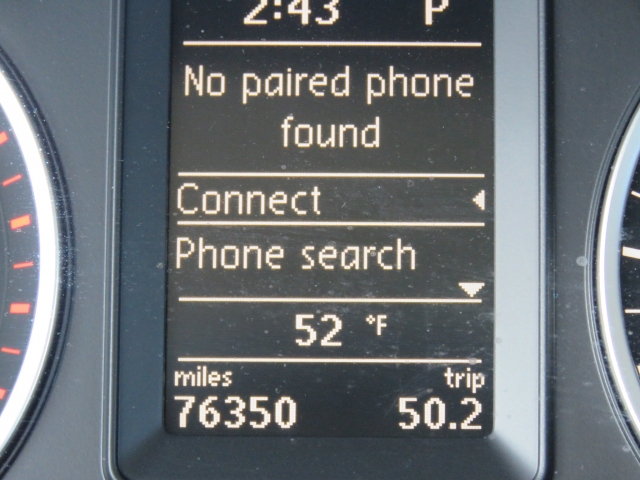 2:43 P
No paired phone
found
Connect
Phone search
52 °F
miles trip
76350 50.2